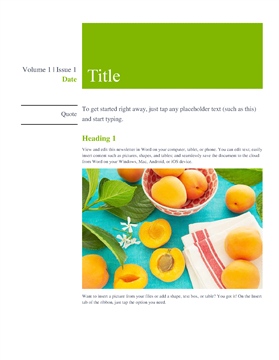 Volume 1 | Issue 1
Date
Title
Quote
To get started right away, just tap any placeholder text (such as this)
and start typing.
Heading 1
View and edit this newsletter in Word on your computer, tablet, or phone. You can edit text; easily
insert content such as pictures, shapes, and tables; and seamlessly save the document to the cloud
from Word on your Windows, Mac, Android, or iOS device.
Want to insert a picture from your files or add a shape, text box, or table? You got it! On the Insert
tab of the ribbon, just tap the option you need.